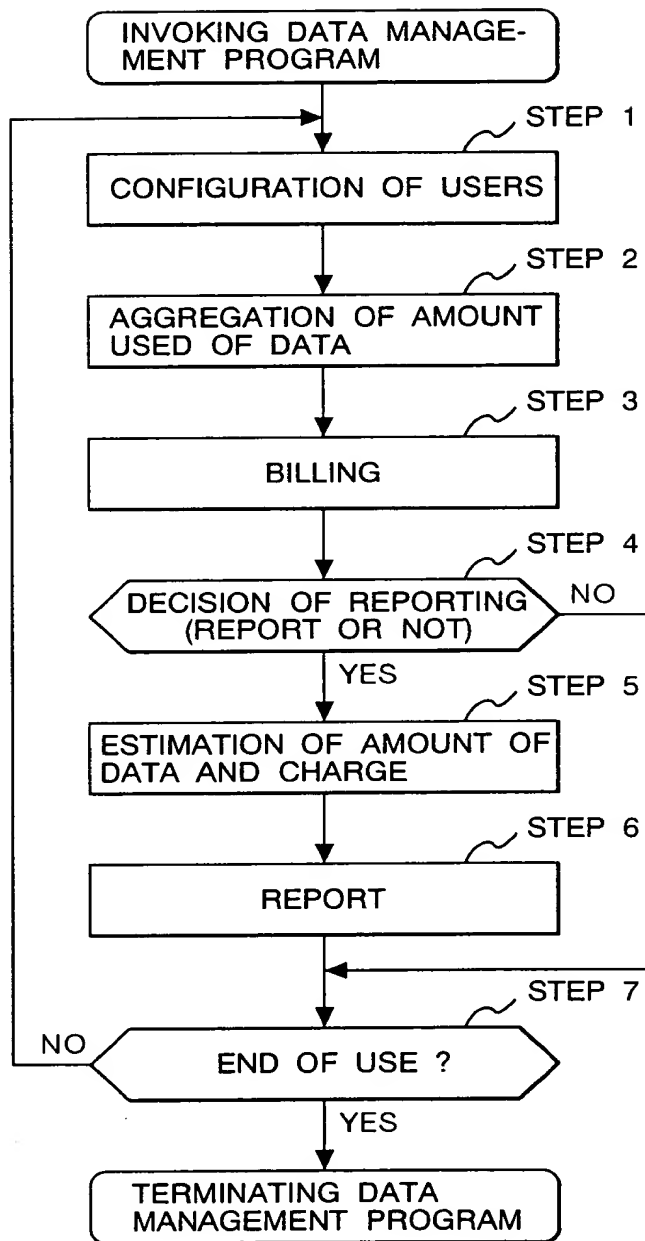 INVOKING DATA MANAGE-
MENT PROGRAM
STEP 1
CONFIGURATION OF USERS
STEP 2
AGGREGATION OF AMOUNT
USED OF DATA
STEP 3
BILLING
STEP 4
DECISION OF REPORTING
(REPORT OR NOT)
NO
YES
STEP 5
ESTIMATION OF AMOUNT OF
DATA AND CHARGE
STEP 6
REPORT
STEP 7
NO
END OF USE ?
YES
TERMINATING DATA
MANAGEMENT PROGRAM